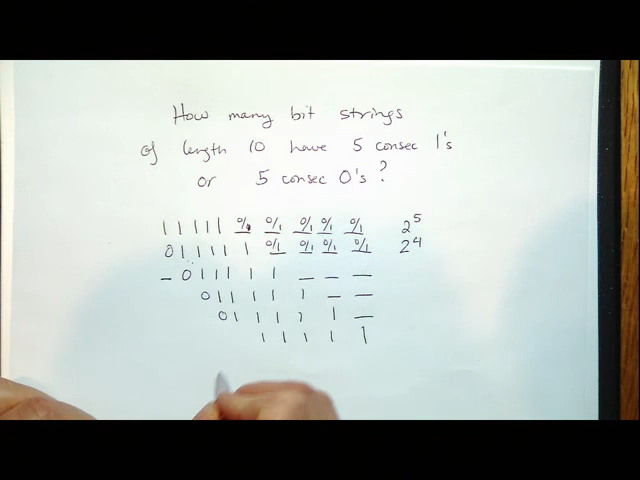 How many bit strings
of length 10 have 5 consec 1's
or 5 consec 0's ?
1 1 1 1 1 0/1 0/1 0/1 0/1 0/1 2^5
0 1 1 1 1 1 0/1 0/1 0/1 0/1 2^4
_ 0 1 1 1 1 1 _ _ _
0 1 1 1 1 1 _ _
0 1 1 1 1 1 _
1 1 1 1 1